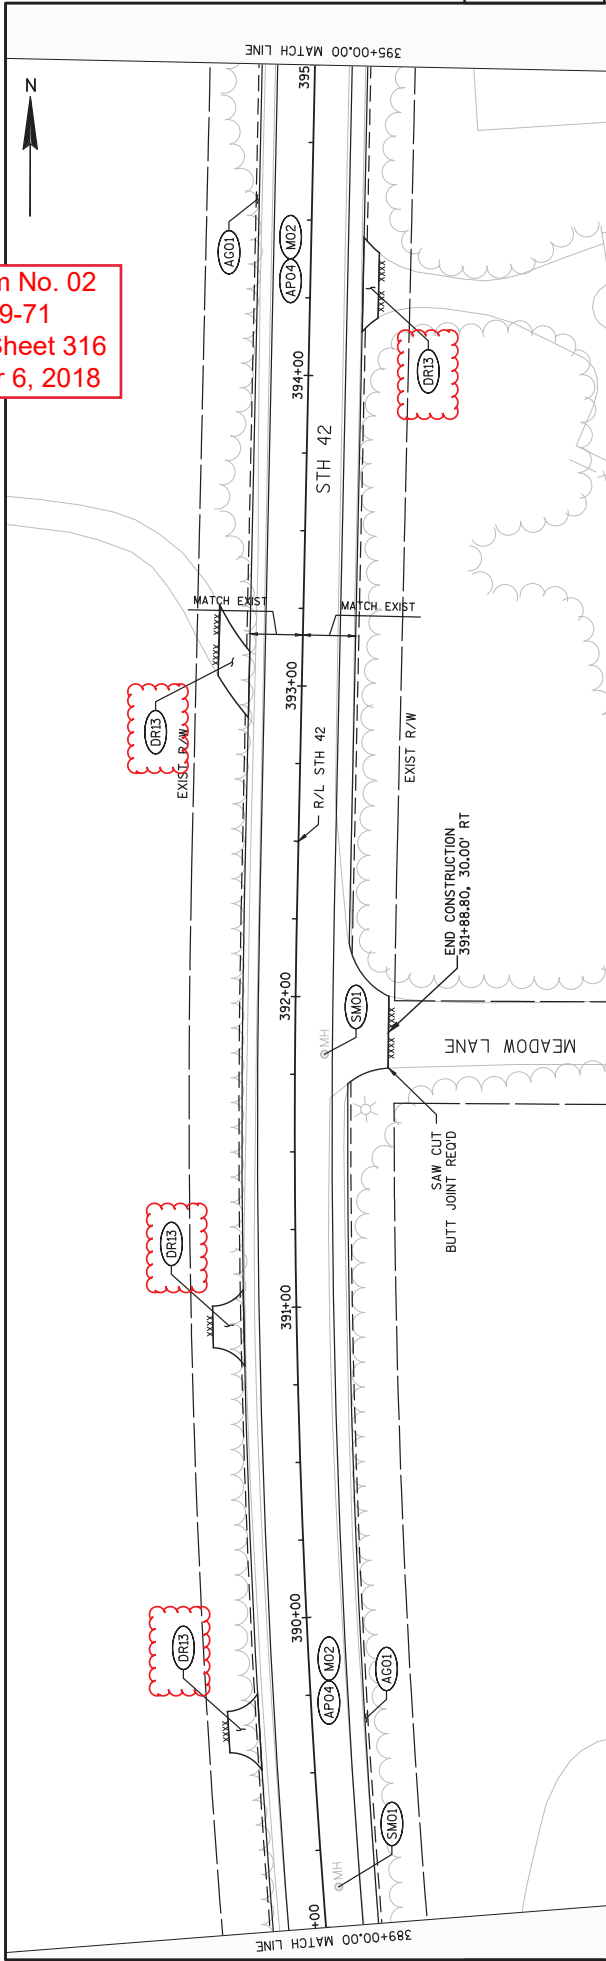 395+00.00 MATCH LINE
N
395
AG01
AP04
M02
n No. 02
9-71
Sheet 316
r 6, 2018
DR13
394+00
STH 42
MATCH EXIST
MATCH EXIST
XXXX XXXX
XXXX XXXX
393+00
DR13
EXIST R/W
EXIST R/W
R/L STH 42
END CONSTRUCTION
391+88.80, 30.00' RT
392+00
SM01
MH
XXXX XXXX
MEADOW LANE
SAW CUT
BUTT JOINT REQ'D
DR13
XXXX
391+00
390+00
DR13
XXXX
AP04
M02
AG01
SM01
MH
+00
389+00.00 MATCH LINE